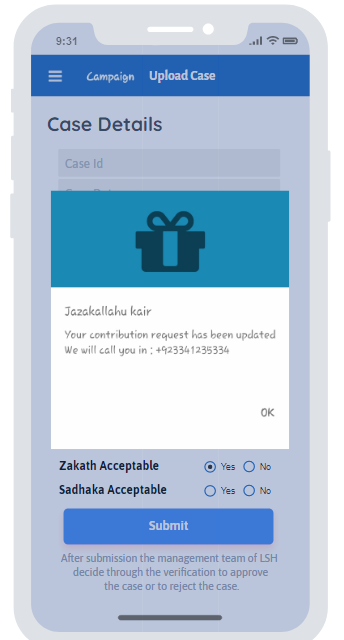 9:31
Campaign Upload Case
Case Details
Case Id
Jazakallahu kair
Your contribution request has been updated
We will call you in : +923341235334
OK
Zakath Acceptable Yes No
Sadhaka Acceptable Yes No
Submit
After submission the management team of LSH
decide through the verification to approve
the case or to reject the case.